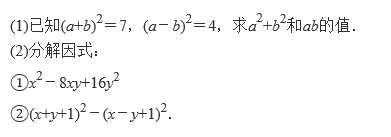 (1)已知(a+b)²=7，(a-b)²=4，求a²+b²和ab的值.
(2)分解因式：
①x²-8xy+16y²
②(x+y+1)²-(x-y+1)².